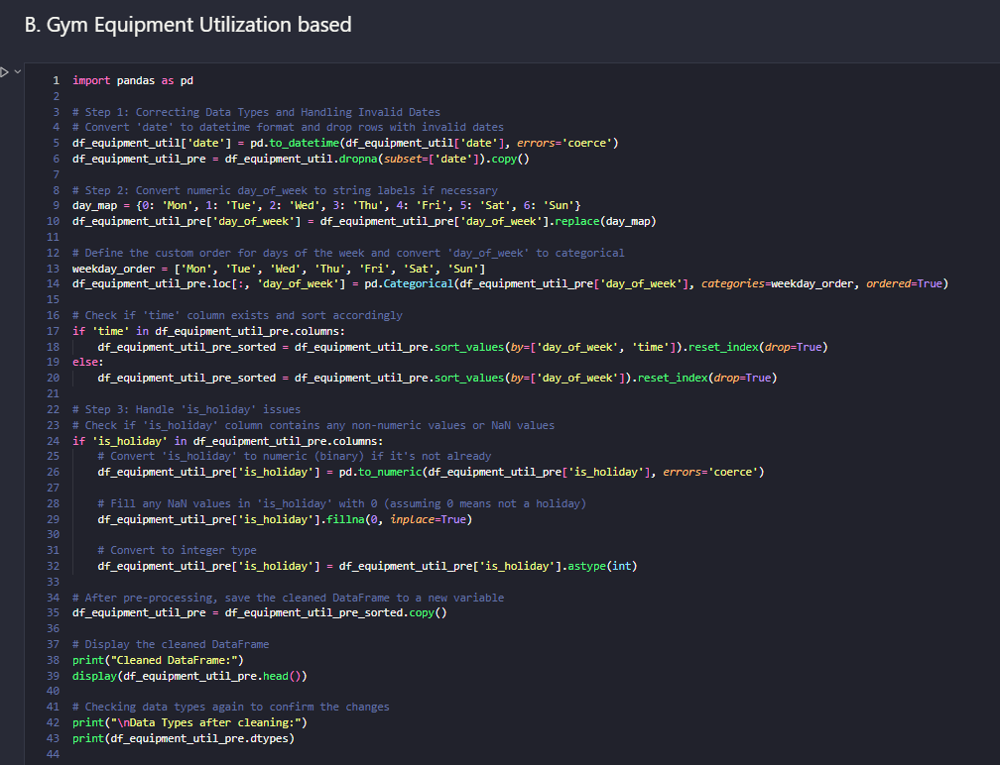 B. Gym Equipment Utilization based
1 import pandas as pd
2
3 # Step 1: Correcting Data Types and Handling Invalid Dates
4 # Convert 'date' to datetime format and drop rows with invalid dates
5 df_equipment_util['date'] = pd.to_datetime(df_equipment_util['date'], errors='coerce')
6 df_equipment_util_pre = df_equipment_util.dropna(subset=['date']).copy()
7
8 # Step 2: Convert numeric day_of_week to string labels if necessary
9 day_map = {0: 'Mon', 1: 'Tue', 2: 'Wed', 3: 'Thu', 4: 'Fri', 5: 'Sat', 6: 'Sun'}
10 df_equipment_util_pre['day_of_week'] = df_equipment_util_pre['day_of_week'].replace(day_map)
11
12 # Define the custom order for days of the week and convert 'day_of_week' to categorical
13 weekday_order = ['Mon', 'Tue', 'Wed', 'Thu', 'Fri', 'Sat', 'Sun']
14 df_equipment_util_pre.loc[:, 'day_of_week'] = pd.Categorical(df_equipment_util_pre['day_of_week'], categories=weekday_order, ordered=True)
15
16 # Check if 'time' column exists and sort accordingly
17 if 'time' in df_equipment_util_pre.columns:
18     df_equipment_util_pre_sorted = df_equipment_util_pre.sort_values(by=['day_of_week', 'time']).reset_index(drop=True)
19 else:
20     df_equipment_util_pre_sorted = df_equipment_util_pre.sort_values(by=['day_of_week']).reset_index(drop=True)
21
22 # Step 3: Handle 'is_holiday' issues
23 # Check if 'is_holiday' column contains any non-numeric values or NaN values
24 if 'is_holiday' in df_equipment_util_pre.columns:
25     # Convert 'is_holiday' to numeric (binary) if it's not already
26     df_equipment_util_pre['is_holiday'] = pd.to_numeric(df_equipment_util_pre['is_holiday'], errors='coerce')
27
28     # Fill any NaN values in 'is_holiday' with 0 (assuming 0 means not a holiday)
29     df_equipment_util_pre['is_holiday'].fillna(0, inplace=True)
30
31     # Convert to integer type
32     df_equipment_util_pre['is_holiday'] = df_equipment_util_pre['is_holiday'].astype(int)
33
34 # After pre-processing, save the cleaned DataFrame to a new variable
35 df_equipment_util_pre = df_equipment_util_pre_sorted.copy()
36
37 # Display the cleaned DataFrame
38 print("Cleaned DataFrame:")
39 display(df_equipment_util_pre.head())
40
41 # Checking data types again to confirm the changes
42 print("\nData Types after cleaning:")
43 print(df_equipment_util_pre.dtypes)
44